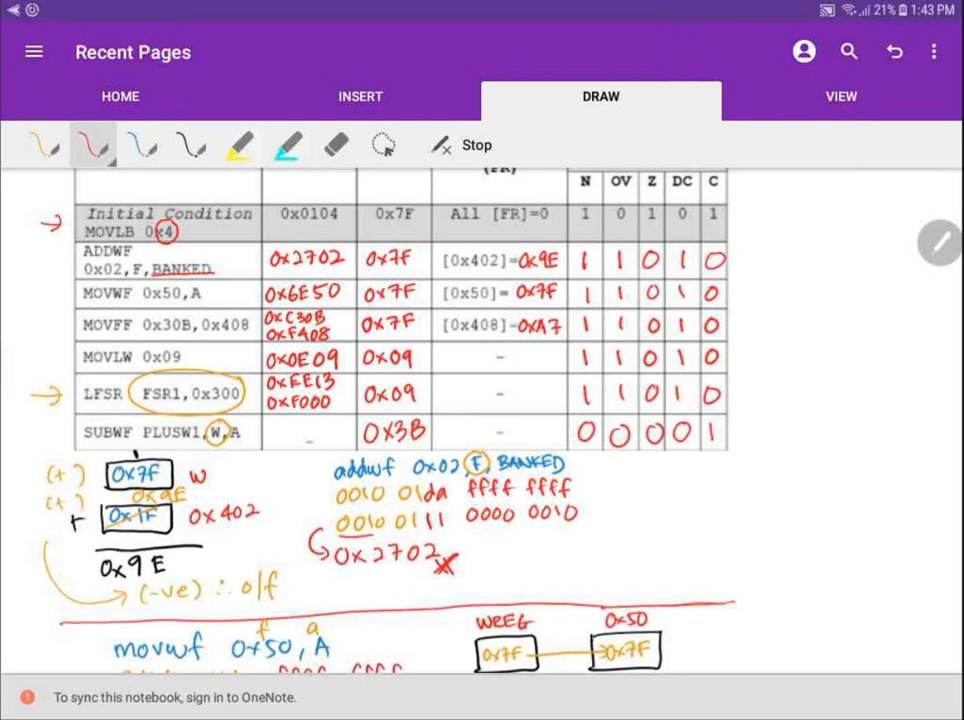 21% 1:43 PM
Recent Pages
HOME INSERT DRAW VIEW
Stop
(FR) N OV Z DC C
Initial Condition
MOVLB 0x4 0x0104 0x7F All [FR]=0 1 0 1 0 1
ADDWF
0x02,F,BANKED 0x2702 0x7F [0x402]=0x9E 1 1 0 1 0
MOVWF 0x50,A 0x6E50 0x7F [0x50]= 0x7F 1 1 0 1 0
MOVFF 0x30B,0x408 0xC30B 0xF408 0x7F [0x408]=0xA7 1 1 0 1 0
MOVLW 0x09 0x0E09 0x09 - 1 1 0 1 0
LFSR FSR1,0x300 0xEE13 0xF000 0x09 - 1 1 0 1 0
SUBWF PLUSW1,W,A - 0x3B - 0 0 0 0 1
(+) 0x7F W
0x9E
(+) + 0x1F 0x402
0x9E
(-ve) ∴ o/f
addwf 0x02,F, BANKED
0010 01da ffff ffff
0010 0111 0000 0010
0x2702
f a
movwf 0x50, A
WREG 0x50
0x7F 0x7F
To sync this notebook, sign in to OneNote.